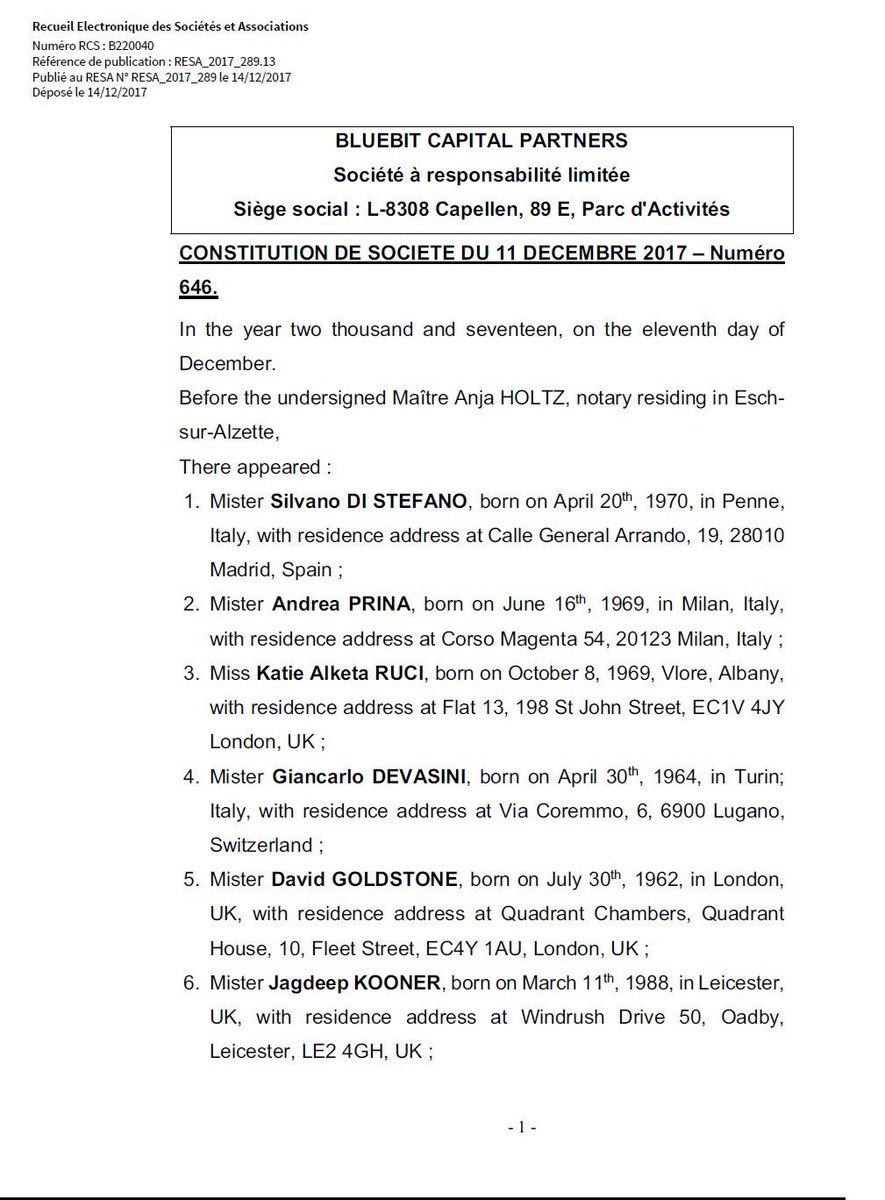 Recueil Electronique des Sociétés et Associations
Numéro RCS : B220040
Référence de publication : RESA_2017_289.13
Publié au RESA N° RESA_2017_289 le 14/12/2017
Déposé le 14/12/2017
BLUEBIT CAPITAL PARTNERS
Société à responsabilité limitée
Siège social : L-8308 Capellen, 89 E, Parc d'Activités
CONSTITUTION DE SOCIETE DU 11 DECEMBRE 2017 – Numéro
646.
In the year two thousand and seventeen, on the eleventh day of
December.
Before the undersigned Maître Anja HOLTZ, notary residing in Esch-
sur-Alzette,
There appeared :
1. Mister Silvano DI STEFANO, born on April 20th, 1970, in Penne,
Italy, with residence address at Calle General Arrando, 19, 28010
Madrid, Spain ;
2. Mister Andrea PRINA, born on June 16th, 1969, in Milan, Italy,
with residence address at Corso Magenta 54, 20123 Milan, Italy ;
3. Miss Katie Alketa RUCI, born on October 8, 1969, Vlore, Albany,
with residence address at Flat 13, 198 St John Street, EC1V 4JY
London, UK ;
4. Mister Giancarlo DEVASINI, born on April 30th, 1964, in Turin;
Italy, with residence address at Via Coremmo, 6, 6900 Lugano,
Switzerland ;
5. Mister David GOLDSTONE, born on July 30th, 1962, in London,
UK, with residence address at Quadrant Chambers, Quadrant
House, 10, Fleet Street, EC4Y 1AU, London, UK ;
6. Mister Jagdeep KOONER, born on March 11th, 1988, in Leicester,
UK, with residence address at Windrush Drive 50, Oadby,
Leicester, LE2 4GH, UK ;
- 1 -